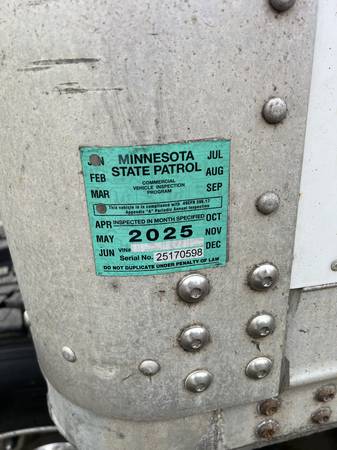 JAN MINNESOTA JUL
FEB STATE PATROL AUG
COMMERCIAL
MAR VEHICLE INSPECTION SEP
PROGRAM
This vehicle is in compliance with 49CFR 396.17
Appendix "A" Periodic Annual Inspection
APR INSPECTED IN MONTH SPECIFIED OCT
MAY 2025 NOV
JUN VIN# DEC
Serial No. 25170598
DO NOT DUPLICATE UNDER PENALTY OF LAW